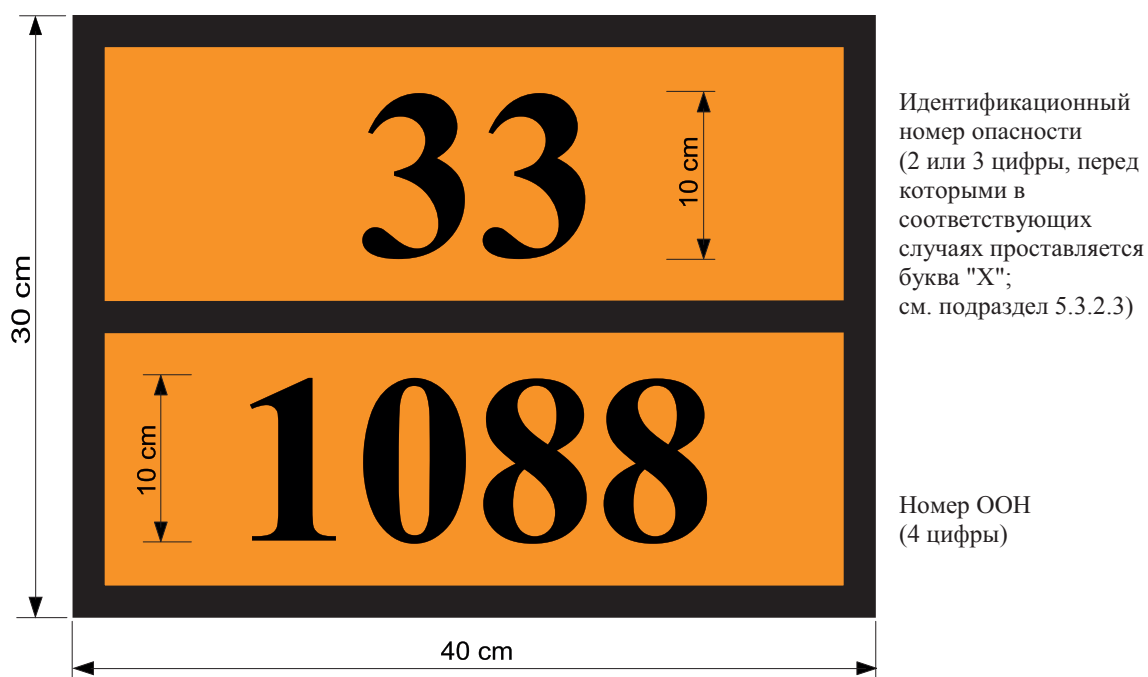 33
10 cm
Идентификационный
номер опасности
(2 или 3 цифры, перед
которыми в
соответствующих
случаях проставляется
буква "X";
см. подраздел 5.3.2.3)
30 cm
10 cm
1088
Номер ООН
(4 цифры)
40 cm